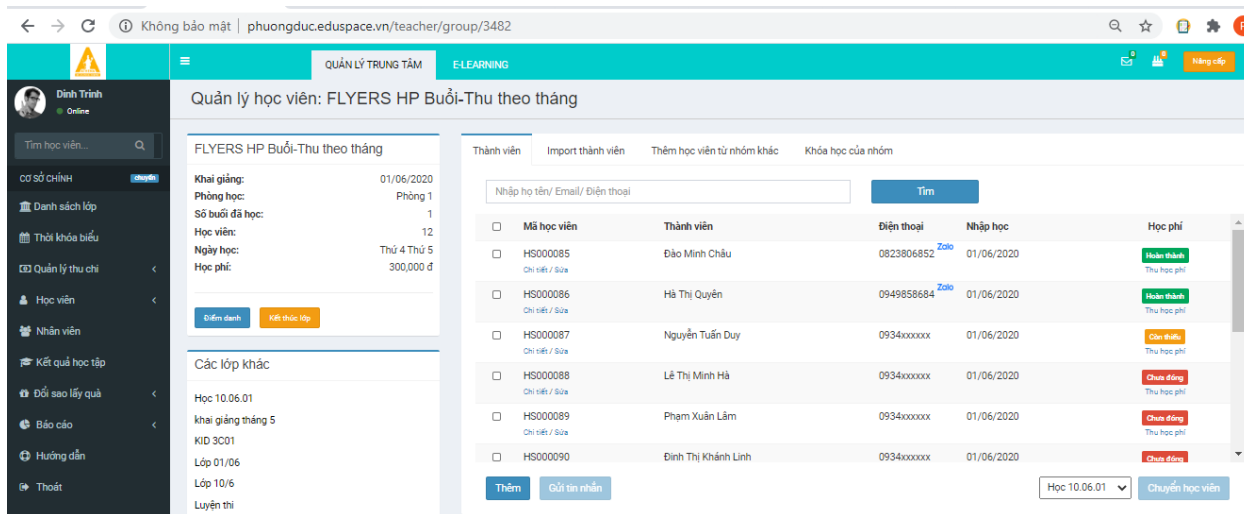 Không bảo mật | phuongduc.eduspace.vn/teacher/group/3482
QUẢN LÝ TRUNG TÂM E-LEARNING 0 0 Nâng cấp
Dinh Trinh
Online
Quản lý học viên: FLYERS HP Buổi-Thu theo tháng
Tìm học viên...
CƠ SỞ CHÍNH chuyển
Danh sách lớp
Thời khóa biểu
Quản lý thu chi
Học viên
Nhân viên
Kết quả học tập
Đổi sao lấy quà
Báo cáo
Hướng dẫn
Thoát
FLYERS HP Buổi-Thu theo tháng
Khai giảng: 01/06/2020
Phòng học: Phòng 1
Số buổi đã học: 1
Học viên: 12
Ngày học: Thứ 4 Thứ 5
Học phí: 300,000 đ
Điểm danh Kết thúc lớp
Các lớp khác
Học 10.06.01
khai giảng tháng 5
KID 3C01
Lớp 01/06
Lớp 10/6
Luyện thi
Thành viên Import thành viên Thêm học viên từ nhóm khác Khóa học của nhóm
Nhập họ tên/ Email/ Điện thoại Tìm
Mã học viên Thành viên Điện thoại Nhập học Học phí
HS000085 Đào Minh Châu 0823806852 Zalo 01/06/2020 Hoàn thành
Chi tiết / Sửa Thu học phí
HS000086 Hà Thị Quyên 0949858684 Zalo 01/06/2020 Hoàn thành
Chi tiết / Sửa Thu học phí
HS000087 Nguyễn Tuấn Duy 0934xxxxxx 01/06/2020 Còn thiếu
Chi tiết / Sửa Thu học phí
HS000088 Lê Thị Minh Hà 0934xxxxxx 01/06/2020 Chưa đóng
Chi tiết / Sửa Thu học phí
HS000089 Phạm Xuân Lâm 0934xxxxxx 01/06/2020 Chưa đóng
Chi tiết / Sửa Thu học phí
HS000090 Đinh Thị Khánh Linh 0934xxxxxx 01/06/2020 Chưa đóng
Thêm Gửi tin nhắn Học 10.06.01 Chuyển học viên